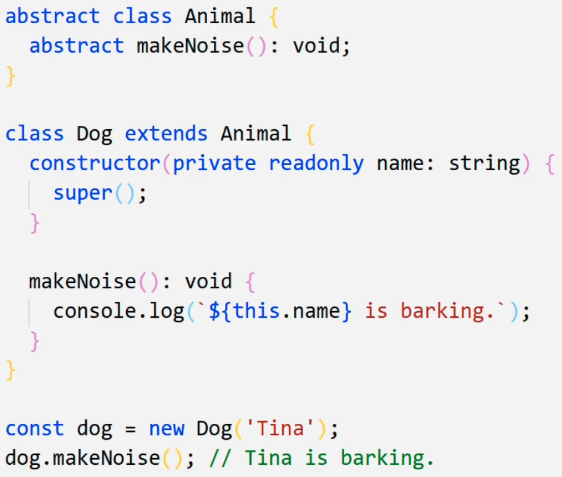 abstract class Animal {
  abstract makeNoise(): void;
}

class Dog extends Animal {
  constructor(private readonly name: string) {
    super();
  }

  makeNoise(): void {
    console.log(`${this.name} is barking.`);
  }
}

const dog = new Dog('Tina');
dog.makeNoise(); // Tina is barking.